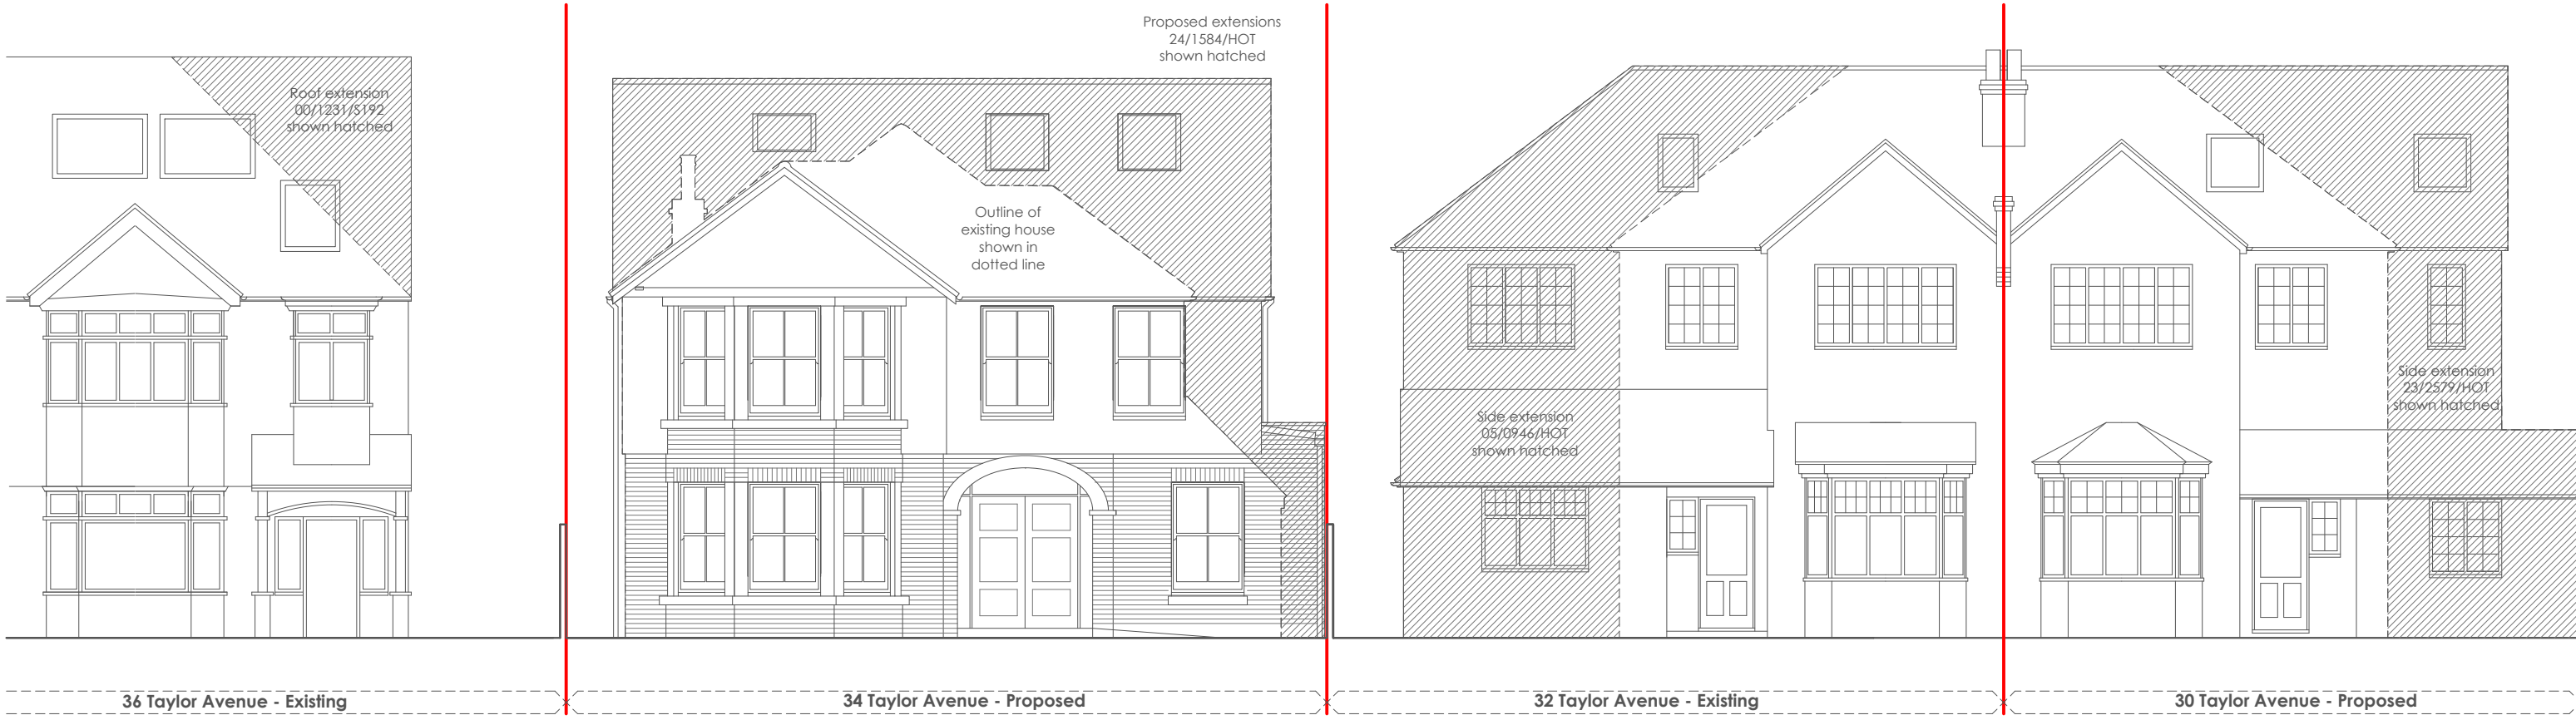 Proposed extensions
24/1584/HOT
shown hatched
Roof extension
00/1231/S192
shown hatched
Outline of
existing house
shown in
dotted line
Side extension
05/0946/HOT
shown hatched
Side extension
23/2579/HOT
shown hatched
36 Taylor Avenue - Existing
34 Taylor Avenue - Proposed
32 Taylor Avenue - Existing
30 Taylor Avenue - Proposed